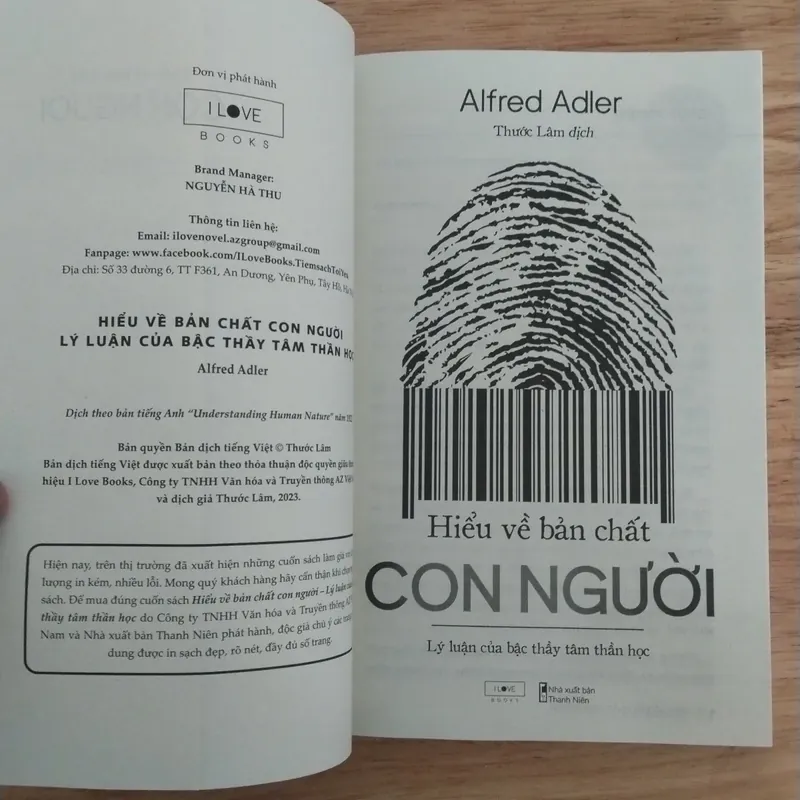 Đơn vị phát hành
I LOVE
BOOKS
Brand Manager:
NGUYỄN HÀ THU
Thông tin liên hệ:
Email: ilovenovel.azgroup@gmail.com
Fanpage: www.facebook.com/ILoveBooks.TiemsachToiYeu
Địa chỉ: Số 33 đường 6, TT F361, An Dương, Yên Phụ, Tây Hồ,
HIỂU VỀ BẢN CHẤT CON NGƯỜI
LÝ LUẬN CỦA BẬC THẦY TÂM THẦN HỌC
Alfred Adler
Dịch theo bản tiếng Anh "Understanding Human Nature" năm
Bản quyền Bản dịch tiếng Việt © Thước Lâm
Bản dịch tiếng Việt được xuất bản theo thỏa thuận độc quyền giữa
hiệu I Love Books, Công ty TNHH Văn hóa và Truyền thông AZ
và dịch giả Thước Lâm, 2023.
Hiện nay, trên thị trường đã xuất hiện những cuốn sách làm giả với
lượng in kém, nhiều lỗi. Mong quý khách hàng hãy cẩn thận khi
sách. Để mua đúng cuốn sách Hiểu về bản chất con người – Lý luận
thầy tâm thần học do Công ty TNHH Văn hóa và Truyền thông AZ
Nam và Nhà xuất bản Thanh Niên phát hành, độc giả chú ý các
dung được in sạch đẹp, rõ nét, đầy đủ số trang.
Alfred Adler
Thước Lâm dịch
Hiểu về bản chất
CON NGƯỜI
Lý luận của bậc thầy tâm thần học
I LOVE
BOOKS
Nhà xuất bản
Thanh Niên